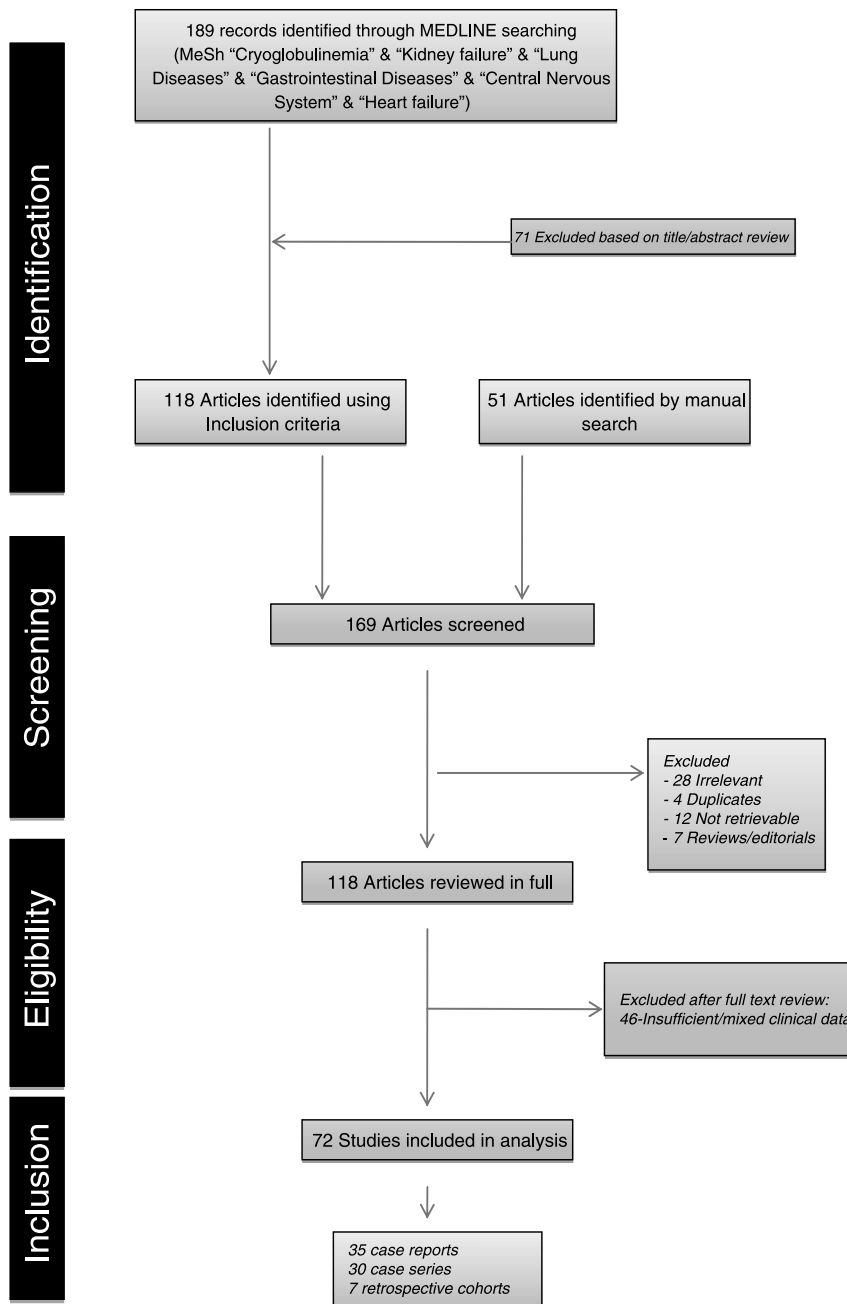 189 records identified through MEDLINE searching
(MeSh “Cryoglobulinemia” & “Kidney failure” & “Lung
Diseases” & “Gastrointestinal Diseases” & “Central Nervous
System” & “Heart failure”)
Identification
71 Excluded based on title/abstract review
118 Articles identified using
Inclusion criteria
51 Articles identified by manual
search
Screening
169 Articles screened
Excluded
- 28 Irrelevant
- 4 Duplicates
- 12 Not retrievable
- 7 Reviews/editorials
Eligibility
118 Articles reviewed in full
Excluded after full text review:
46-Insufficient/mixed clinical data
Inclusion
72 Studies included in analysis
35 case reports
30 case series
7 retrospective cohorts